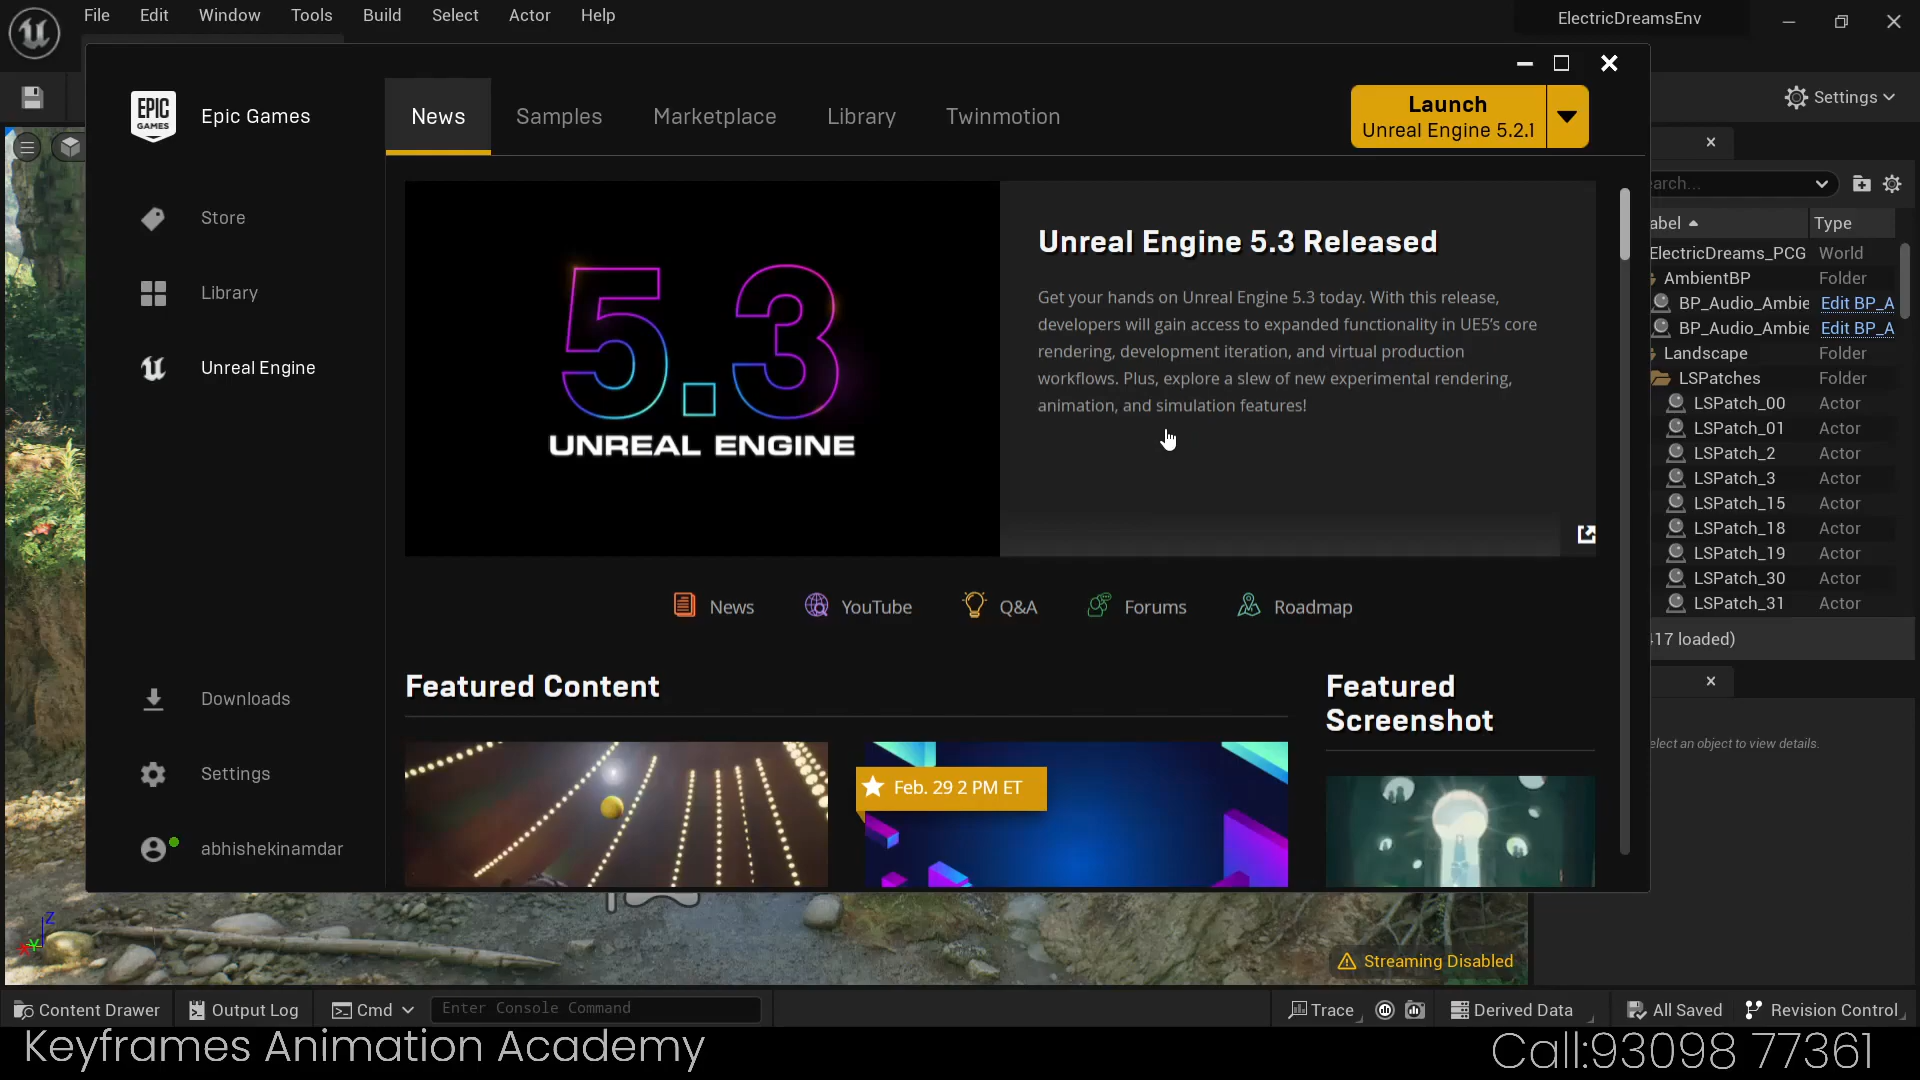 File Edit Window Tools Build Select Actor Help
ElectricDreamsEnv
EPIC GAMES
Epic Games
News Samples Marketplace Library Twinmotion
Launch
Unreal Engine 5.2.1
Settings
Store
Library
Unreal Engine
Downloads
Settings
abhishekinamdar
5.3
UNREAL ENGINE
Unreal Engine 5.3 Released
Get your hands on Unreal Engine 5.3 today. With this release,
developers will gain access to expanded functionality in UE5's core
rendering, development iteration, and virtual production
workflows. Plus, explore a slew of new experimental rendering,
animation, and simulation features!
News YouTube Q&A Forums Roadmap
Featured Content
Feb. 29 2 PM ET
Featured
Screenshot
arch...
abel Type
ElectricDreams_PCG World
AmbientBP Folder
BP_Audio_Ambie Edit BP_A
BP_Audio_Ambie Edit BP_A
Landscape Folder
LSPatches Folder
LSPatch_00 Actor
LSPatch_01 Actor
LSPatch_2 Actor
LSPatch_3 Actor
LSPatch_15 Actor
LSPatch_18 Actor
LSPatch_19 Actor
LSPatch_30 Actor
LSPatch_31 Actor
417 loaded)
elect an object to view details.
Z
Y
X
Streaming Disabled
Content Drawer Output Log Cmd Enter Console Command Trace Derived Data All Saved Revision Control
Keyframes Animation Academy
Call:93098 77361